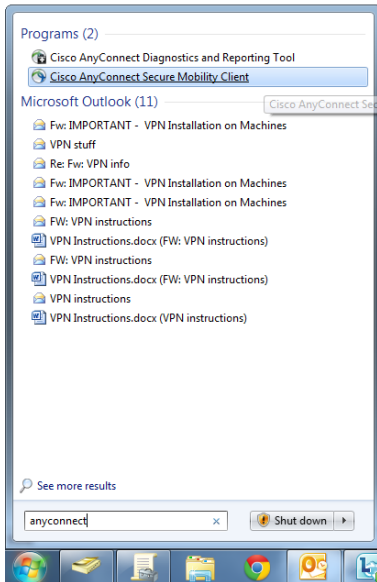 Programs (2)
Cisco AnyConnect Diagnostics and Reporting Tool
Cisco AnyConnect Secure Mobility Client
Microsoft Outlook (11)
Cisco AnyConnect Sec
Fw: IMPORTANT - VPN Installation on Machines
VPN stuff
Re: Fw: VPN info
Fw: IMPORTANT - VPN Installation on Machines
Fw: IMPORTANT - VPN Installation on Machines
FW: VPN instructions
VPN Instructions.docx (FW: VPN instructions)
FW: VPN instructions
VPN Instructions.docx (FW: VPN instructions)
VPN instructions
VPN Instructions.docx (VPN instructions)
See more results
anyconnect
Shut down